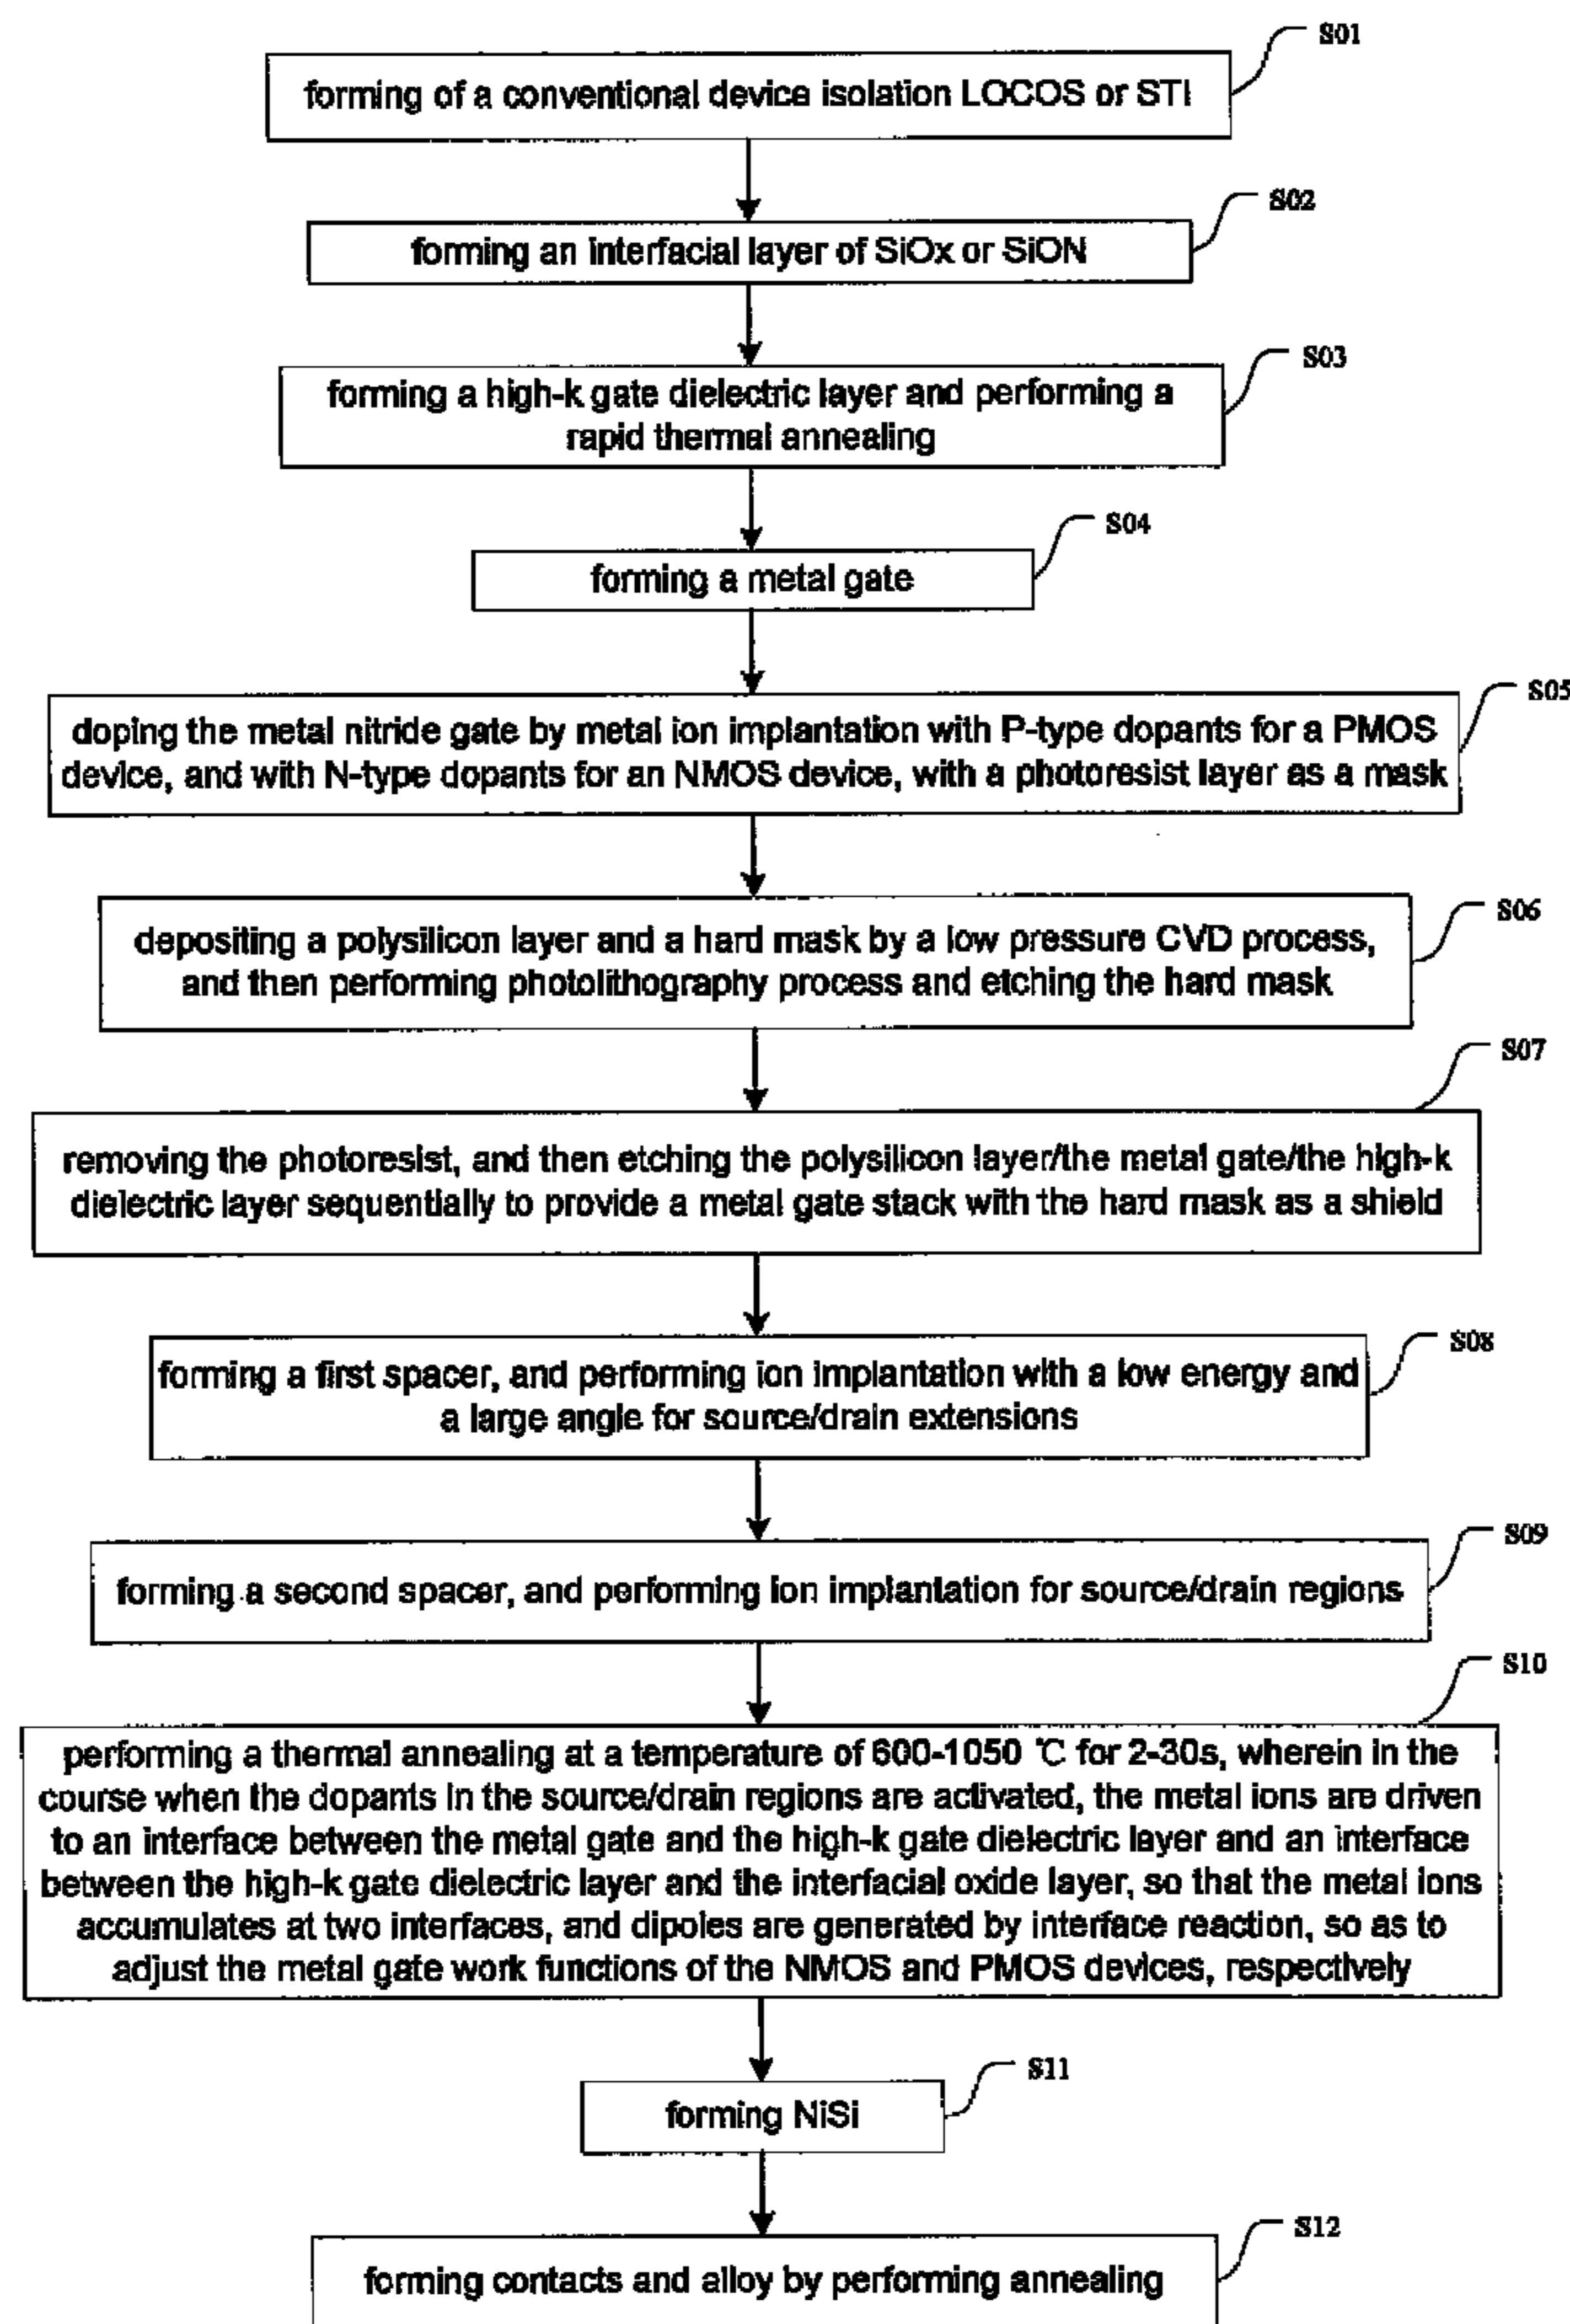 S01
forming of a conventional device isolation LOCOS or STI
S02
forming an interfacial layer of SiOx or SiON
S03
forming a high-k gate dielectric layer and performing a
rapid thermal annealing
S04
forming a metal gate
S05
doping the metal nitride gate by metal ion implantation with P-type dopants for a PMOS
device, and with N-type dopants for an NMOS device, with a photoresist layer as a mask
S06
depositing a polysilicon layer and a hard mask by a low pressure CVD process,
and then performing photolithography process and etching the hard mask
S07
removing the photoresist, and then etching the polysilicon layer/the metal gate/the high-k
dielectric layer sequentially to provide a metal gate stack with the hard mask as a shield
S08
forming a first spacer, and performing ion implantation with a low energy and
a large angle for source/drain extensions
S09
forming a second spacer, and performing ion implantation for source/drain regions
S10
performing a thermal annealing at a temperature of 600-1050 ℃ for 2-30s, wherein in the
course when the dopants in the source/drain regions are activated, the metal ions are driven
to an interface between the metal gate and the high-k gate dielectric layer and an interface
between the high-k gate dielectric layer and the interfacial oxide layer, so that the metal ions
accumulates at two interfaces, and dipoles are generated by interface reaction, so as to
adjust the metal gate work functions of the NMOS and PMOS devices, respectively
S11
forming NiSi
S12
forming contacts and alloy by performing annealing